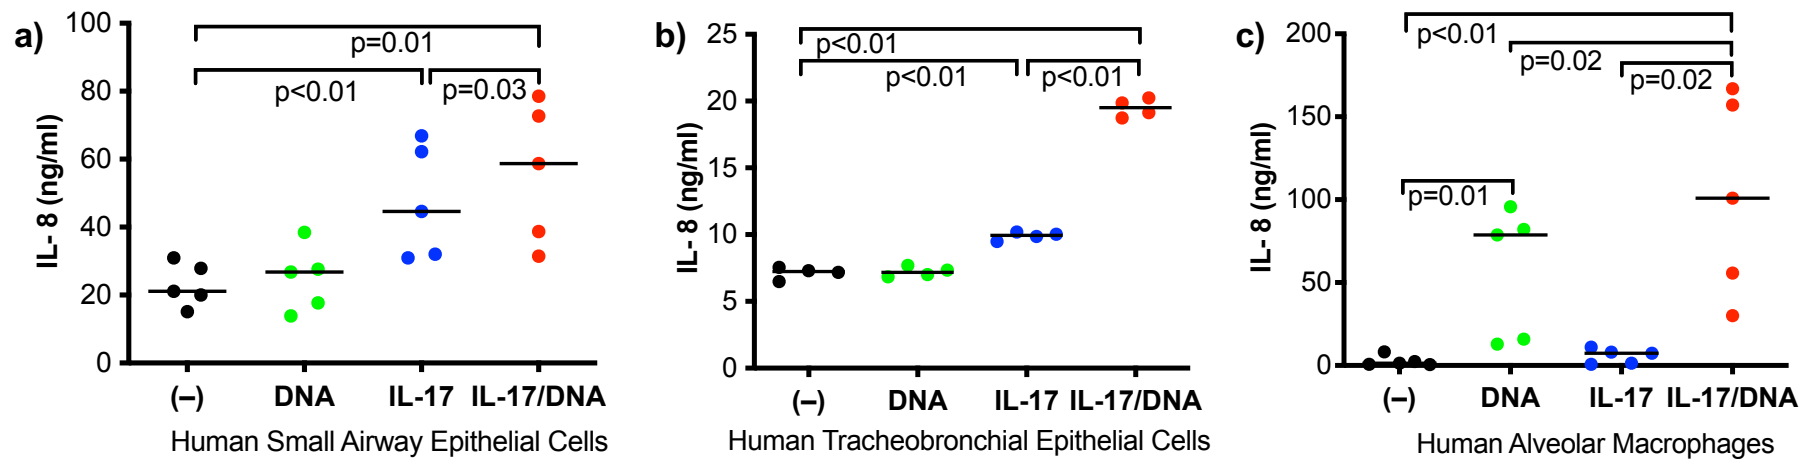 a)
100
80
60
40
20
0
IL- 8 (ng/ml)
p=0.01
p<0.01
p=0.03
(–) DNA IL-17 IL-17/DNA
Human Small Airway Epithelial Cells
b)
25
20
15
10
5
0
IL- 8 (ng/ml)
p<0.01
p<0.01
p<0.01
(–) DNA IL-17 IL-17/DNA
Human Tracheobronchial Epithelial Cells
c)
200
150
100
50
0
IL- 8 (ng/ml)
p<0.01
p=0.02
p=0.02
p=0.01
(–) DNA IL-17 IL-17/DNA
Human Alveolar Macrophages